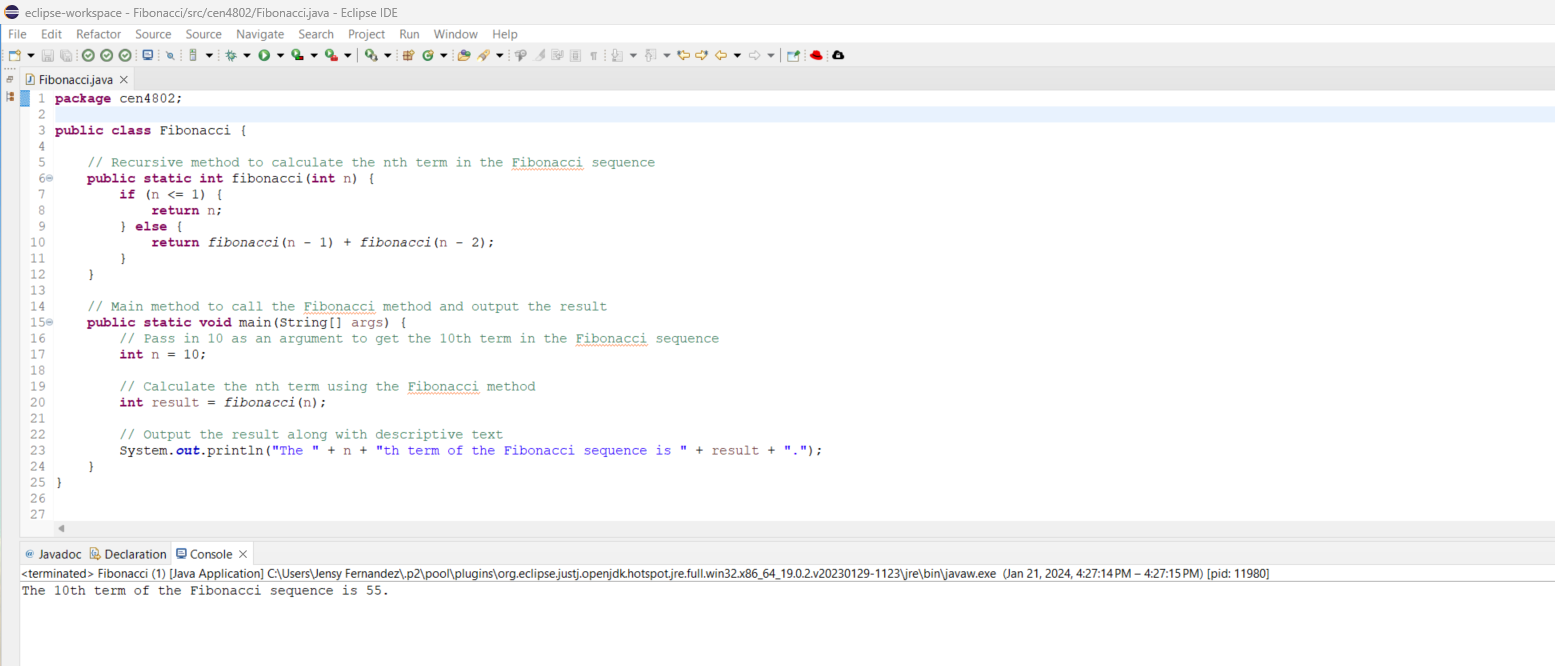 eclipse-workspace - Fibonacci/src/cen4802/Fibonacci.java - Eclipse IDE
File Edit Refactor Source Source Navigate Search Project Run Window Help
Fibonacci.java
1 package cen4802;
2
3 public class Fibonacci {
4
5     // Recursive method to calculate the nth term in the Fibonacci sequence
6     public static int fibonacci(int n) {
7         if (n <= 1) {
8             return n;
9         } else {
10             return fibonacci(n - 1) + fibonacci(n - 2);
11         }
12     }
13
14     // Main method to call the Fibonacci method and output the result
15     public static void main(String[] args) {
16         // Pass in 10 as an argument to get the 10th term in the Fibonacci sequence
17         int n = 10;
18
19         // Calculate the nth term using the Fibonacci method
20         int result = fibonacci(n);
21
22         // Output the result along with descriptive text
23         System.out.println("The " + n + "th term of the Fibonacci sequence is " + result + ".");
24     }
25 }
26
27
@ Javadoc Declaration Console
<terminated> Fibonacci (1) [Java Application] C:\Users\Jensy Fernandez\.p2\pool\plugins\org.eclipse.justj.openjdk.hotspot.jre.full.win32.x86_64_19.0.2.v20230129-1123\jre\bin\javaw.exe (Jan 21, 2024, 4:27:14 PM – 4:27:15 PM) [pid: 11980]
The 10th term of the Fibonacci sequence is 55.